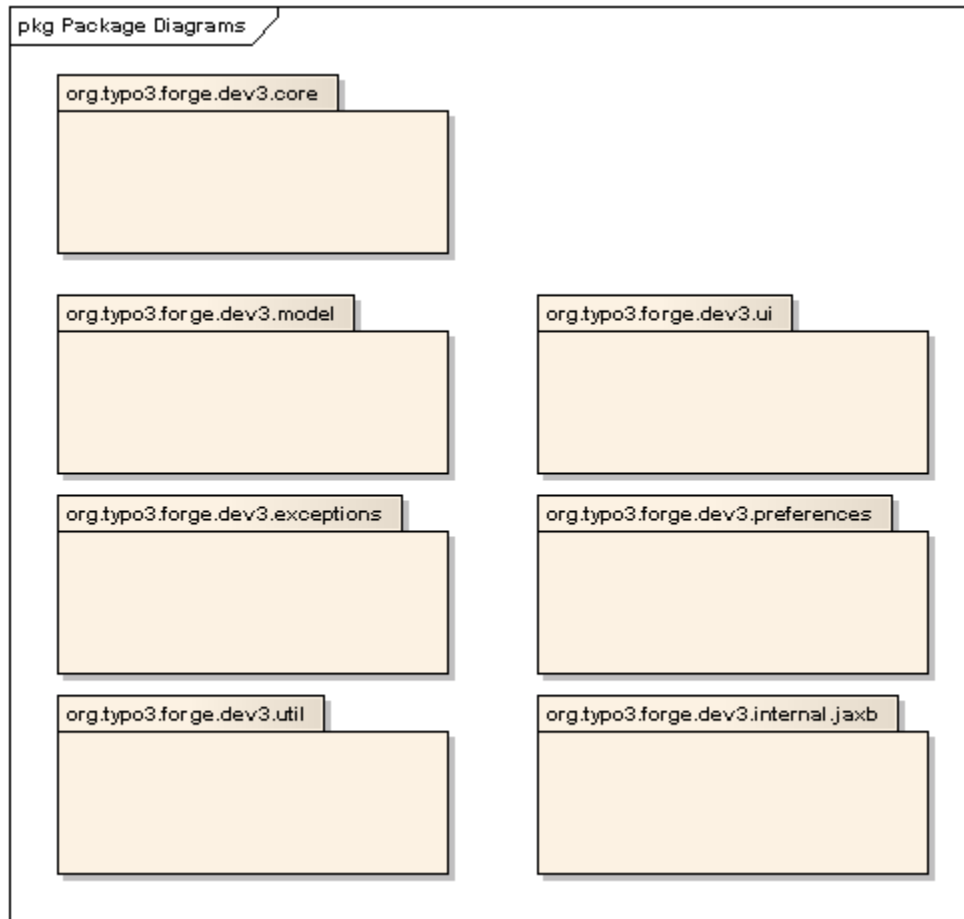 pkg Package Diagrams
org.typo3.forge.dev3.core
org.typo3.forge.dev3.model
org.typo3.forge.dev3.ui
org.typo3.forge.dev3.exceptions
org.typo3.forge.dev3.preferences
org.typo3.forge.dev3.util
org.typo3.forge.dev3.internal.jaxb